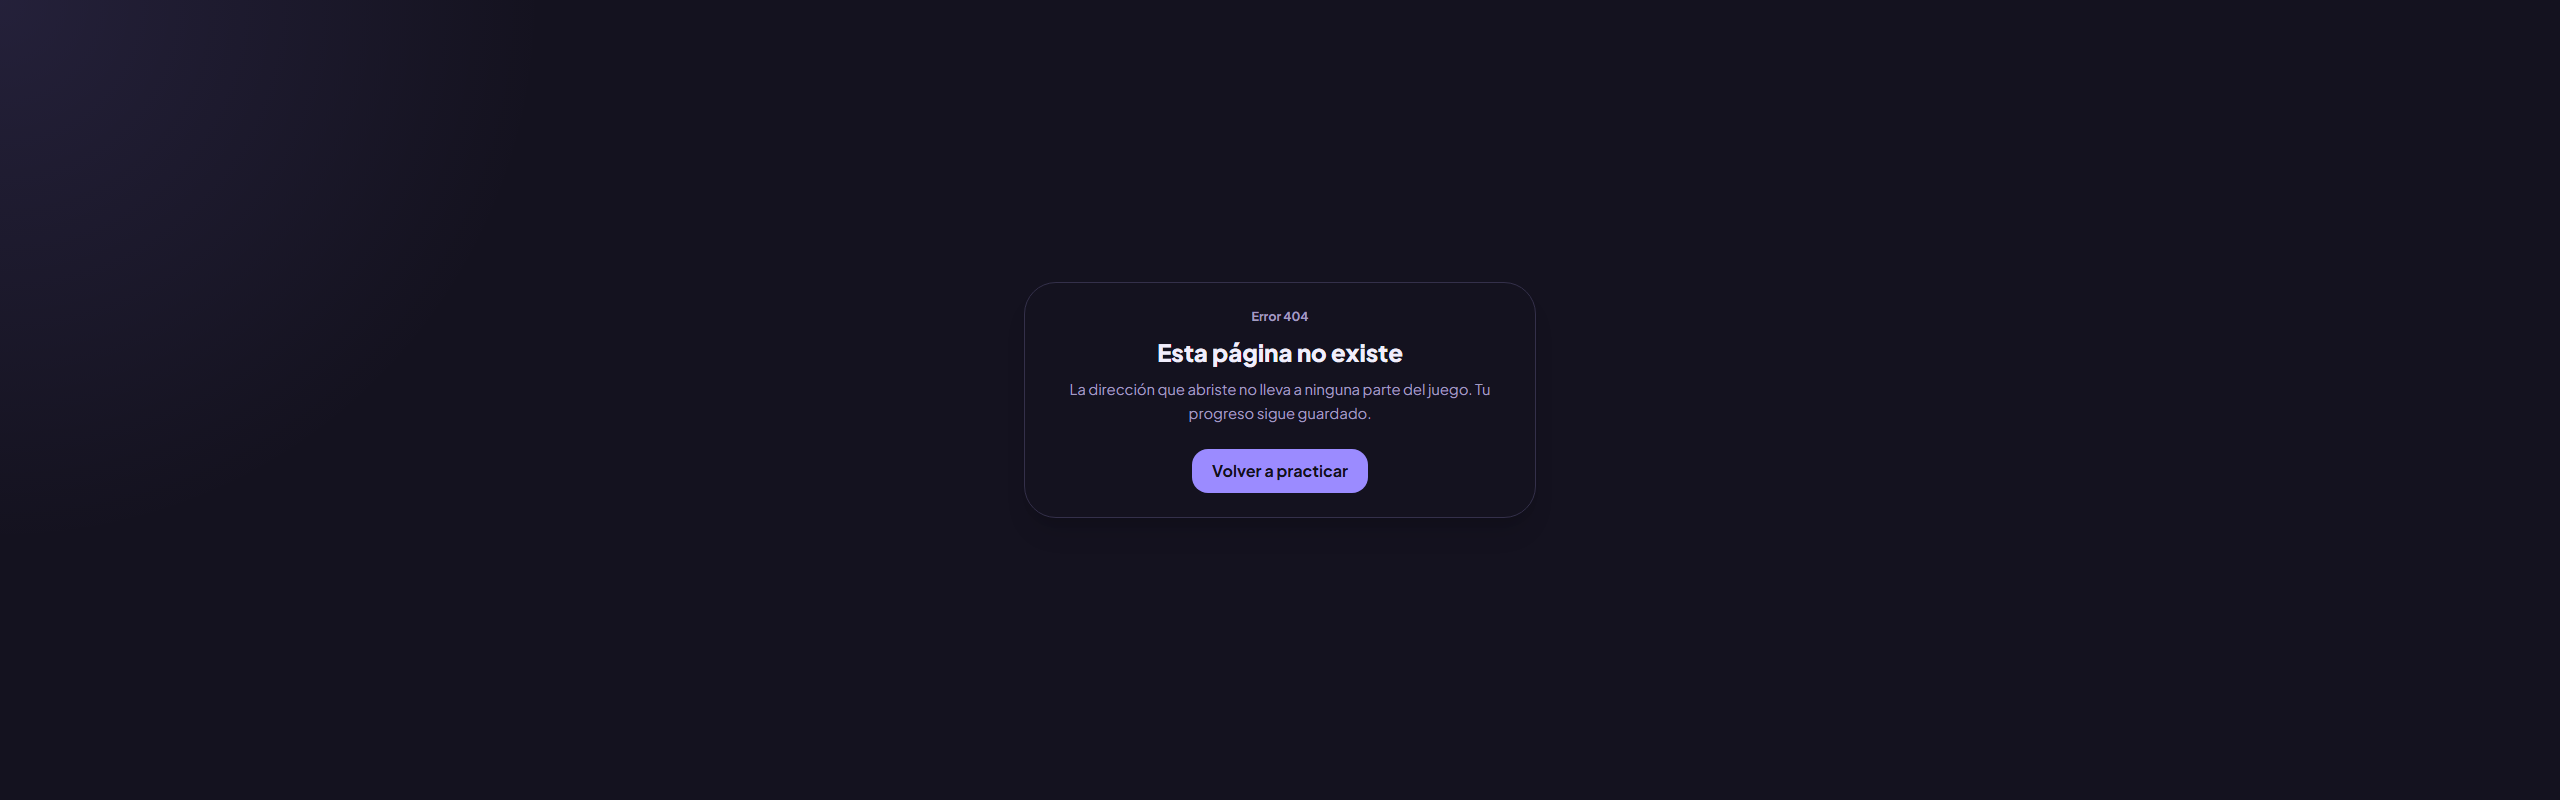 Error 404
Esta página no existe
La dirección que abriste no lleva a ninguna parte del juego. Tu
progreso sigue guardado.
Volver a practicar